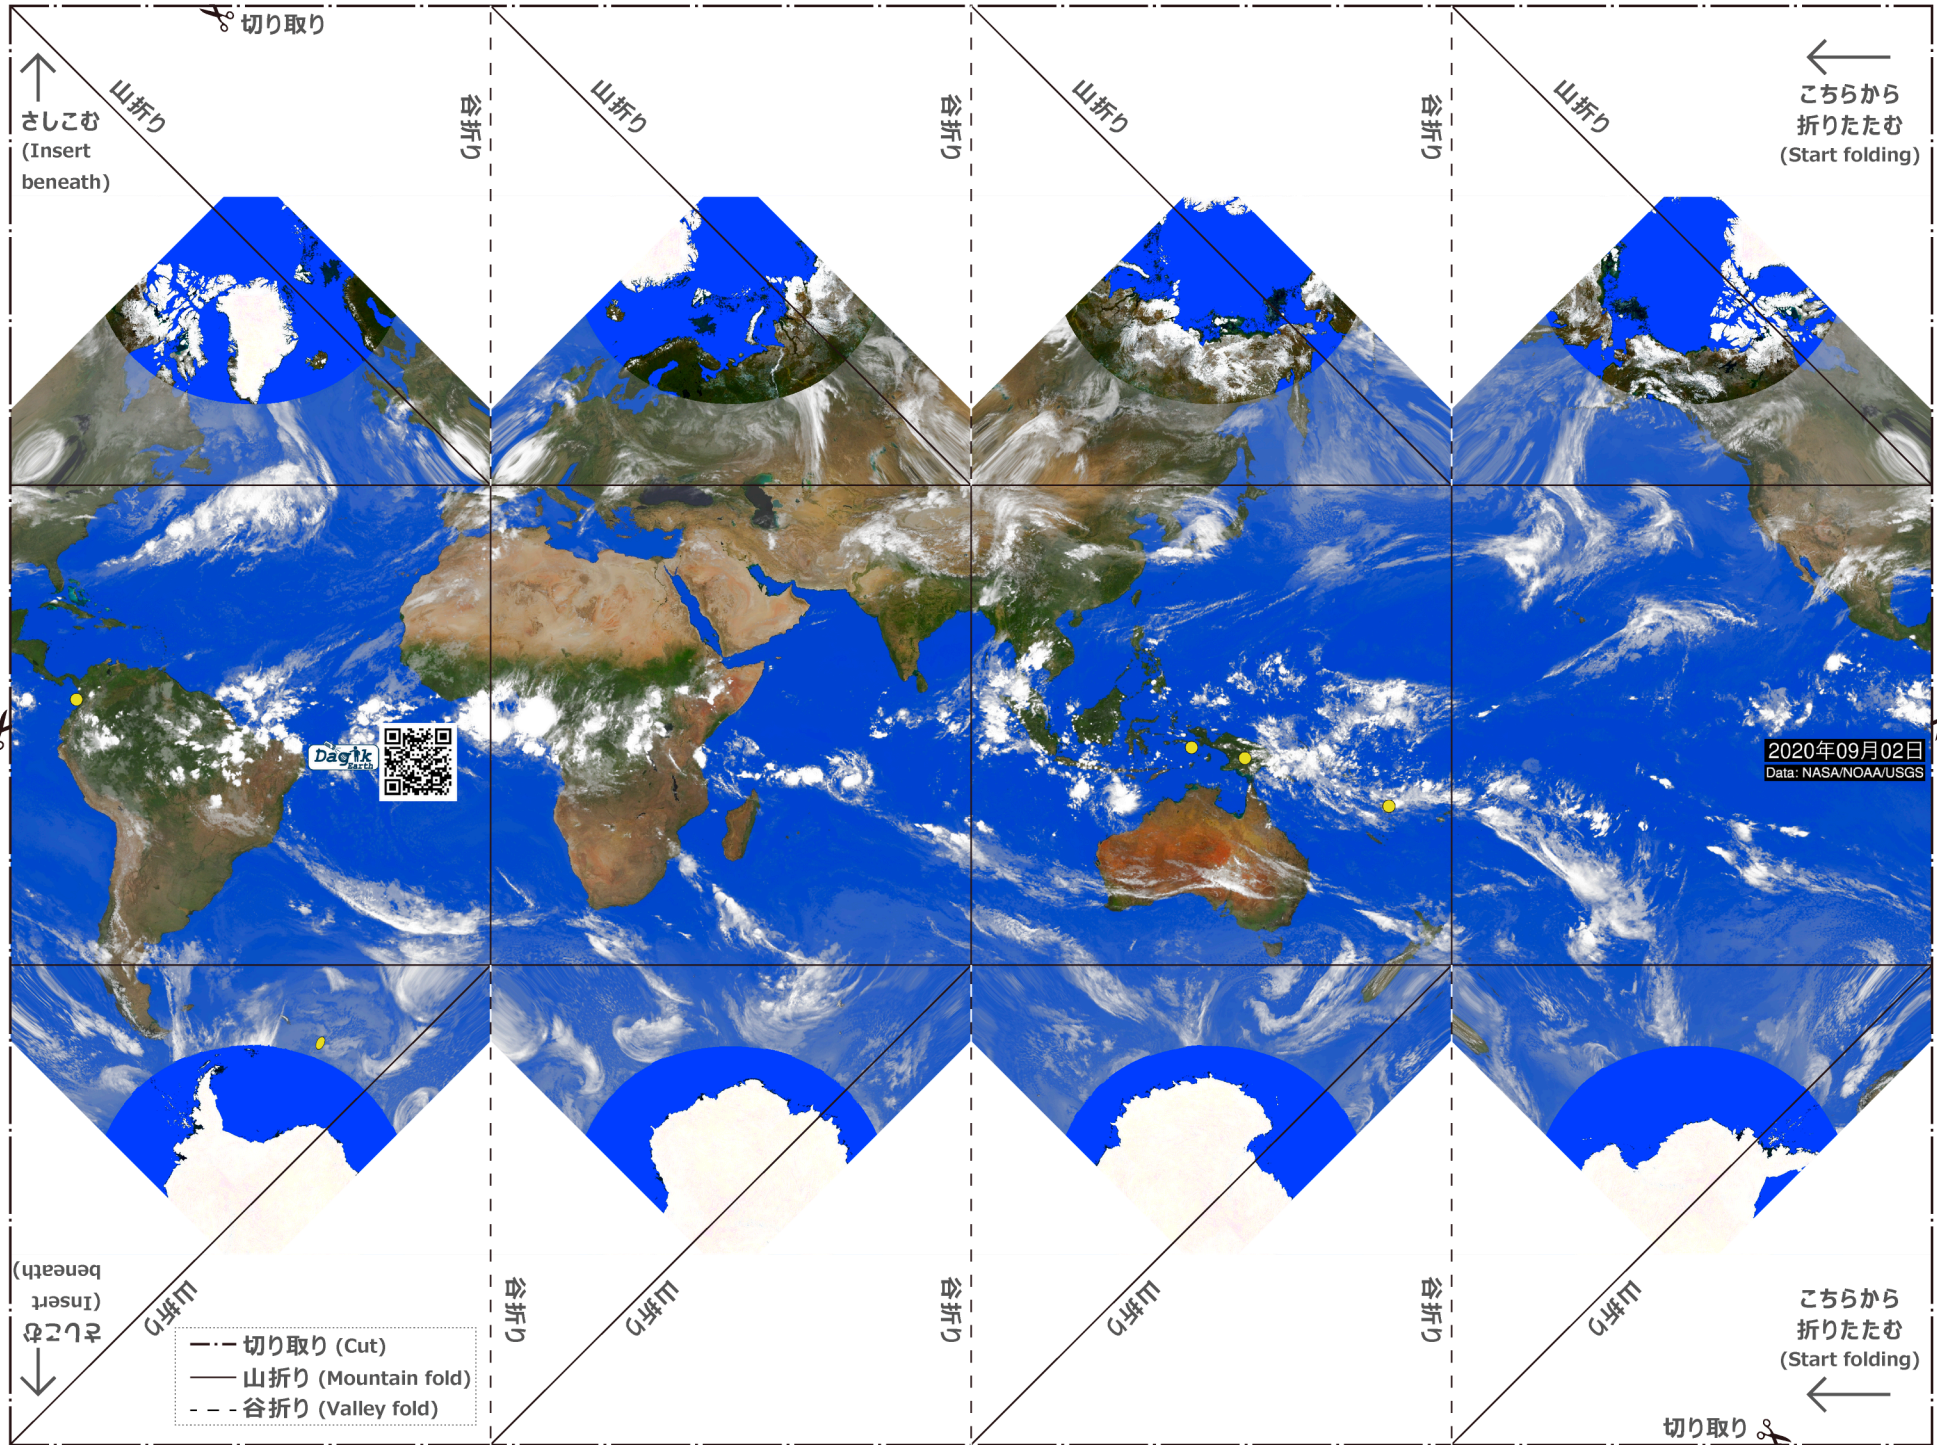 切り取り
山折り
谷折り
山折り
谷折り
山折り
谷折り
山折り
さしこむ
(Insert
beneath)
こちらから
折りたたむ
(Start folding)
Dagik
Earth
2020年09月02日
Data: NASA/NOAA/USGS
さしこむ
(Insert
beneath)
山折り
谷折り
山折り
谷折り
山折り
谷折り
山折り
こちらから
折りたたむ
(Start folding)
切り取り (Cut)
山折り (Mountain fold)
谷折り (Valley fold)
切り取り